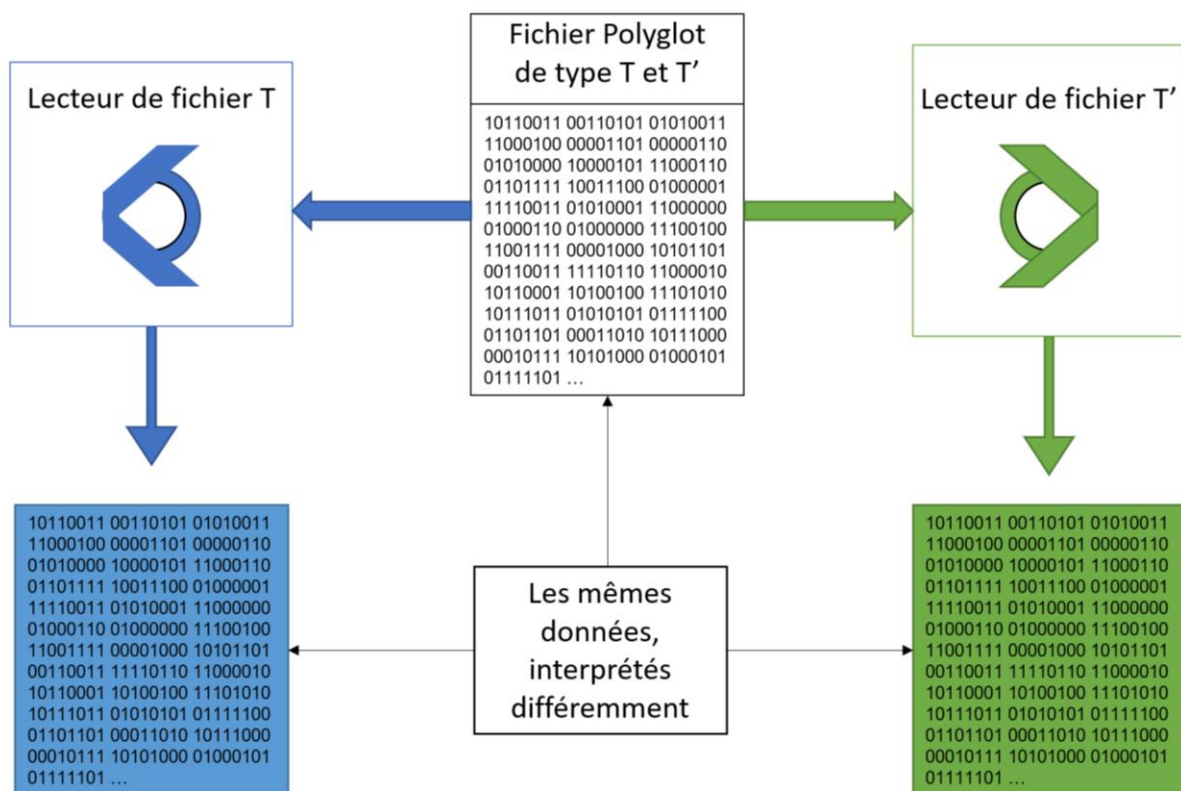 Fichier Polyglot
de type T et T’
Lecteur de fichier T
Lecteur de fichier T’
10110011 00110101 01010011
11000100 00001101 00000110
01010000 10000101 11000110
01101111 10011100 01000001
11110011 01010001 11000000
01000110 01000000 11100100
11001111 00001000 10101101
00110011 11110110 11000010
10110001 10100100 11101010
10111011 01010101 01111100
01101101 00011010 10111000
00010111 10101000 01000101
01111101 ...
10110011 00110101 01010011
11000100 00001101 00000110
01010000 10000101 11000110
01101111 10011100 01000001
11110011 01010001 11000000
01000110 01000000 11100100
11001111 00001000 10101101
00110011 11110110 11000010
10110001 10100100 11101010
10111011 01010101 01111100
01101101 00011010 10111000
00010111 10101000 01000101
01111101 ...
Les mêmes
données,
interprétés
différemment
10110011 00110101 01010011
11000100 00001101 00000110
01010000 10000101 11000110
01101111 10011100 01000001
11110011 01010001 11000000
01000110 01000000 11100100
11001111 00001000 10101101
00110011 11110110 11000010
10110001 10100100 11101010
10111011 01010101 01111100
01101101 00011010 10111000
00010111 10101000 01000101
01111101 ...